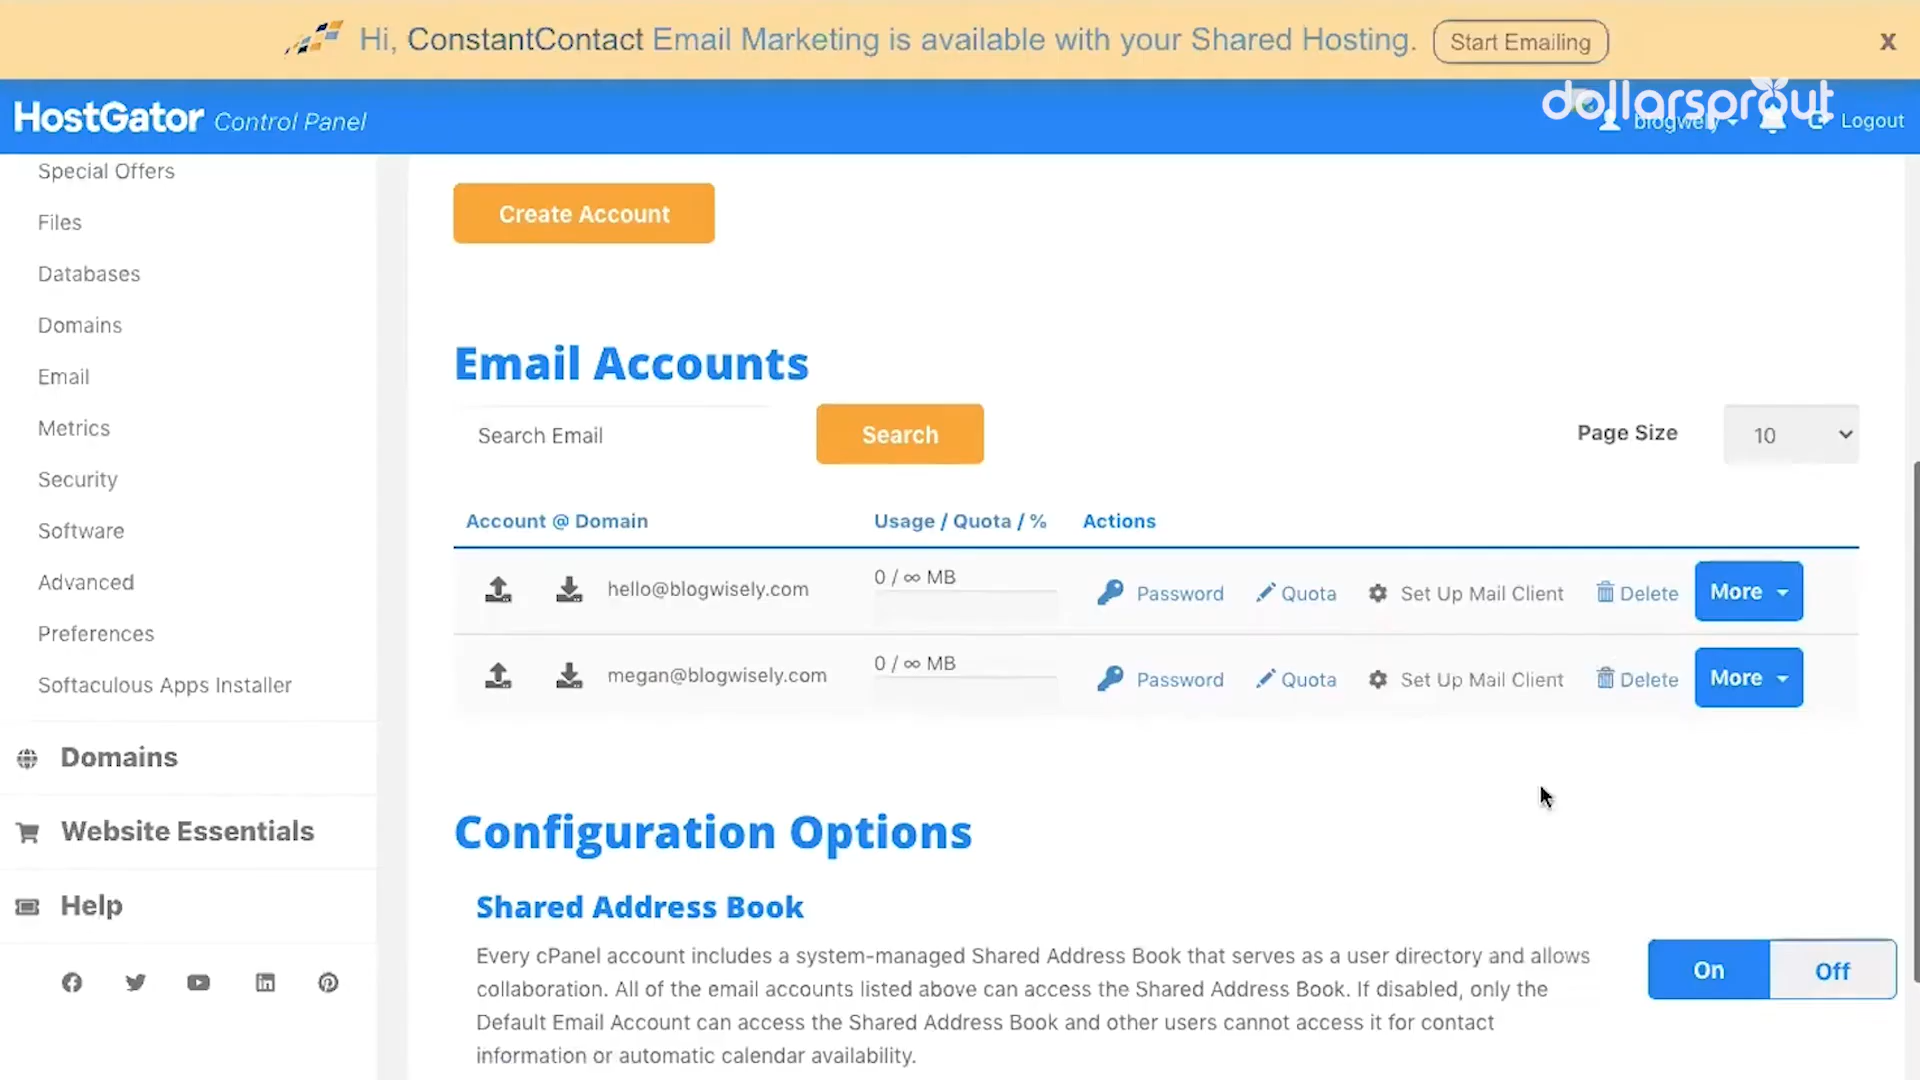 Hi, ConstantContact Email Marketing is available with your Shared Hosting.
Start Emailing
x
HostGator Control Panel
dollarsprout
blogwely
Logout
Special Offers
Files
Databases
Domains
Email
Metrics
Security
Software
Advanced
Preferences
Softaculous Apps Installer
Domains
Website Essentials
Help
Create Account
Email Accounts
Search Email
Search
Page Size
10
Account @ Domain
Usage / Quota / %
Actions
hello@blogwisely.com
0 / ∞ MB
Password
Quota
Set Up Mail Client
Delete
More
megan@blogwisely.com
0 / ∞ MB
Password
Quota
Set Up Mail Client
Delete
More
Configuration Options
Shared Address Book
Every cPanel account includes a system-managed Shared Address Book that serves as a user directory and allows
collaboration. All of the email accounts listed above can access the Shared Address Book. If disabled, only the
Default Email Account can access the Shared Address Book and other users cannot access it for contact
information or automatic calendar availability.
On
Off